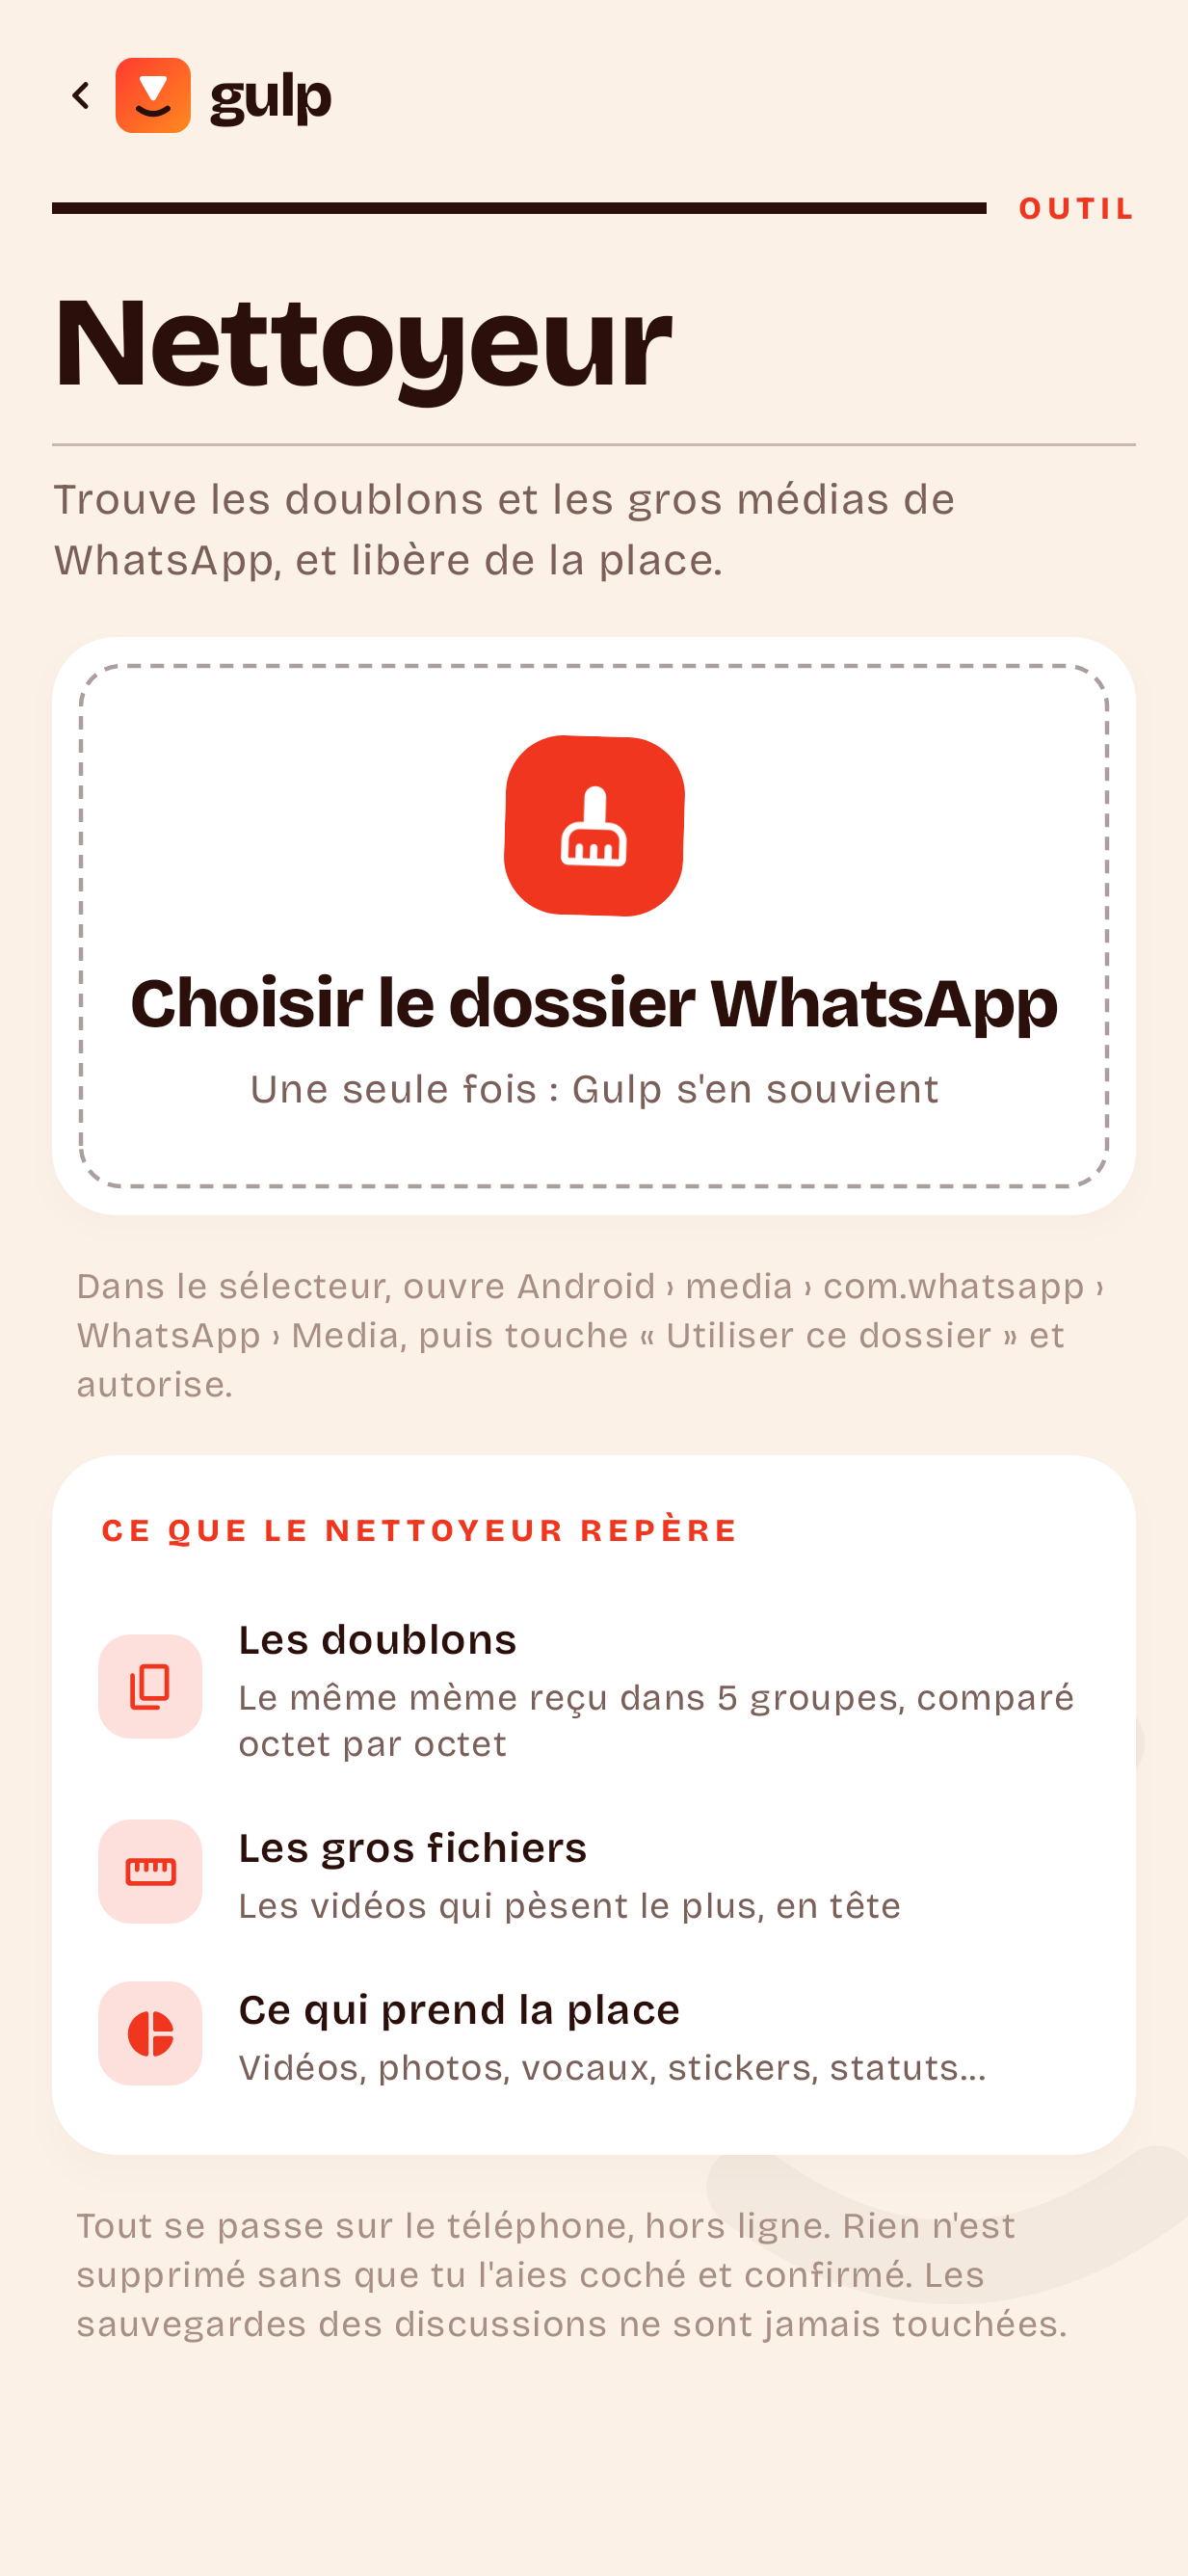 gulp
OUTIL
Nettoyeur
Trouve les doublons et les gros médias de
WhatsApp, et libère de la place.
Choisir le dossier WhatsApp
Une seule fois : Gulp s'en souvient
Dans le sélecteur, ouvre Android › media › com.whatsapp ›
WhatsApp › Media, puis touche « Utiliser ce dossier » et
autorise.
CE QUE LE NETTOYEUR REPÈRE
Les doublons
Le même mème reçu dans 5 groupes, comparé
octet par octet
Les gros fichiers
Les vidéos qui pèsent le plus, en tête
Ce qui prend la place
Vidéos, photos, vocaux, stickers, statuts...
Tout se passe sur le téléphone, hors ligne. Rien n'est
supprimé sans que tu l'aies coché et confirmé. Les
sauvegardes des discussions ne sont jamais touchées.